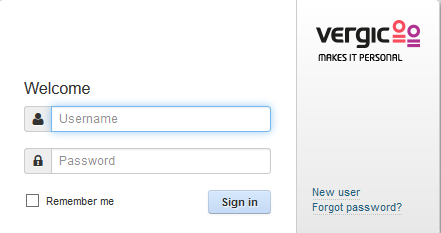 vergic
MAKES IT PERSONAL
Welcome
Username
Password
Remember me
Sign in
New user
Forgot password?